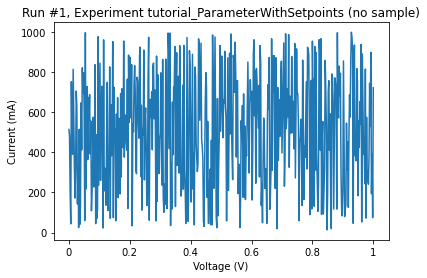 Run #1, Experiment tutorial_ParameterWithSetpoints (no sample)
1000
800
600
400
200
0
Current (mA)
0 0.2 0.4 0.6 0.8 1
Voltage (V)